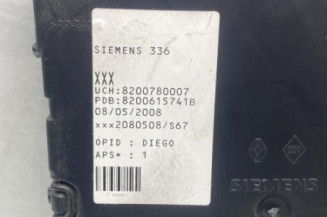 SIEMENS 336
XXX
UCH:8200780007
PDB:8200615741B
08/05/2008
xxx2080508/S67
OPID : DIEGO
APS* : 1
SIEMENS